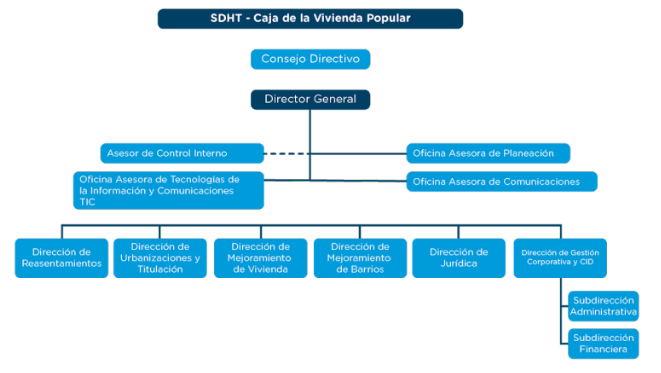 SDHT - Caja de la Vivienda Popular
Consejo Directivo
Director General
Asesor de Control Interno
Oficina Asesora de Planeación
Oficina Asesora de Tecnologías de
la Información y Comunicaciones
TIC
Oficina Asesora de Comunicaciones
Dirección de
Reasentamientos
Dirección de
Urbanizaciones y
Titulación
Dirección de
Mejoramiento
de Vivienda
Dirección de
Mejoramiento
de Barrios
Dirección de
Jurídica
Dirección de Gestión
Corporativa y CID
Subdirección
Administrativa
Subdirección
Financiera